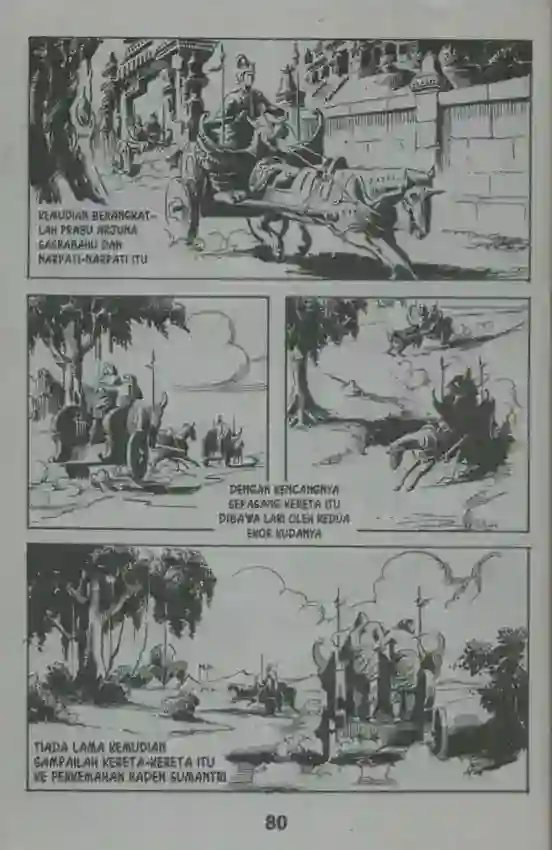 KEMUDIAN BERANGKAT-
LAH PRABU ARJUNA
SASRABAHU DAN
NARPATI-NARPATI ITU
DENGAN KENCANGNYA
SEPASANG KERETA ITU
DIBAWA LARI OLEH KEDUA
EKOR KUDANYA
TIADA LAMA KEMUDIAN
SAMPAILAH KERETA-KERETA ITU
KE PERKEMAHAN RADEN SUMANTRI
80